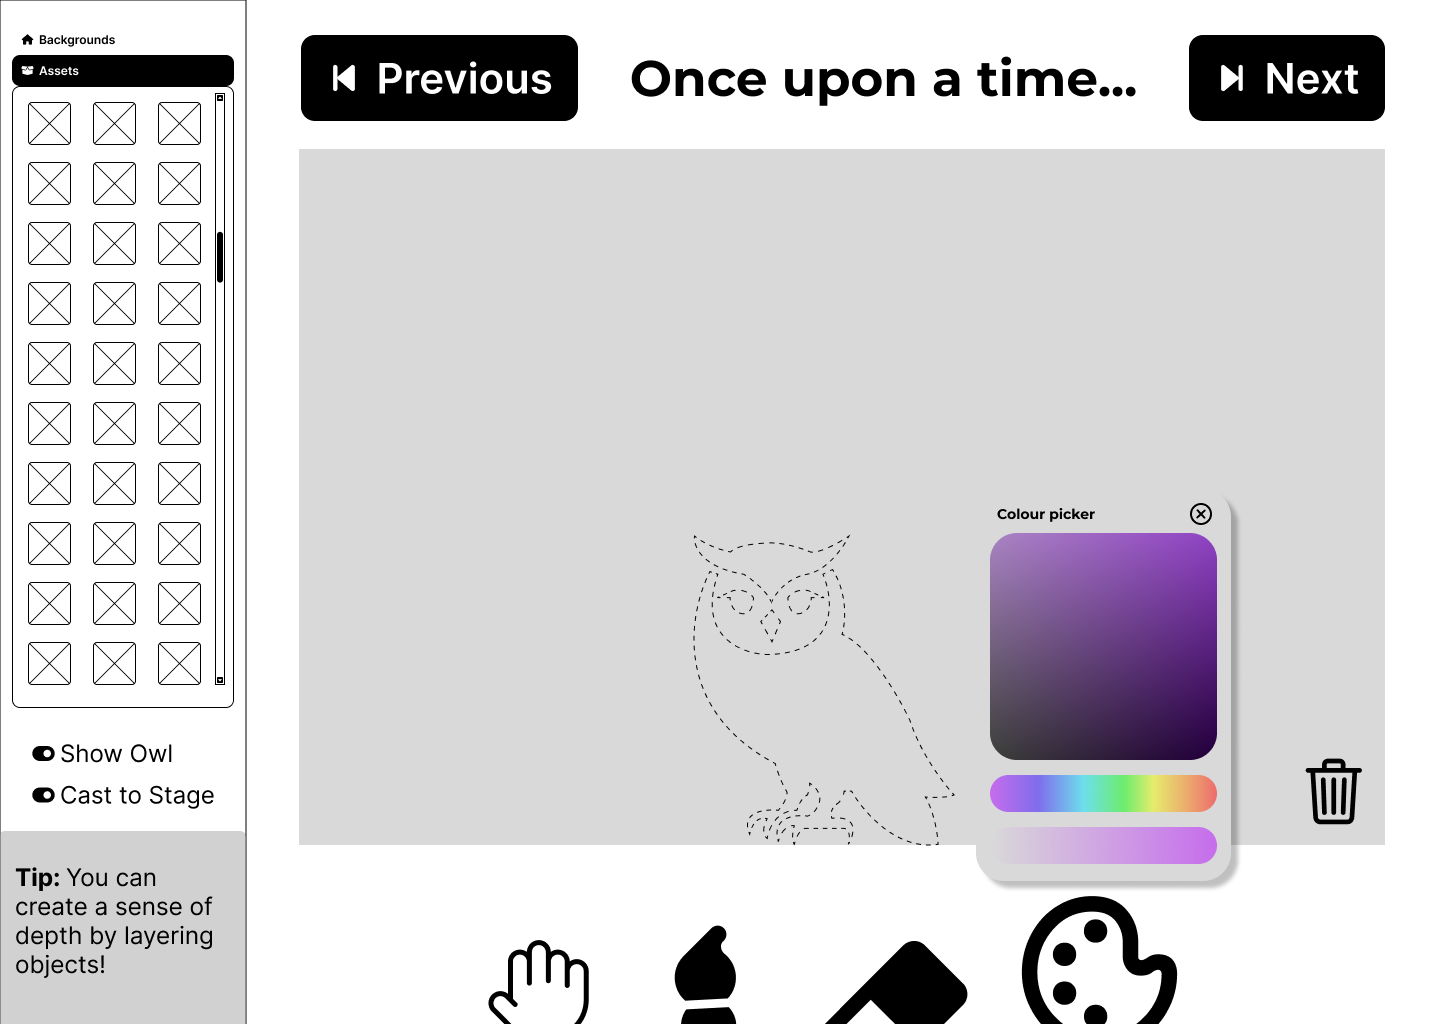 Backgrounds
Assets
Previous
Once upon a time...
Next
Colour picker
Show Owl
Cast to Stage
Tip: You can
create a sense of
depth by layering
objects!